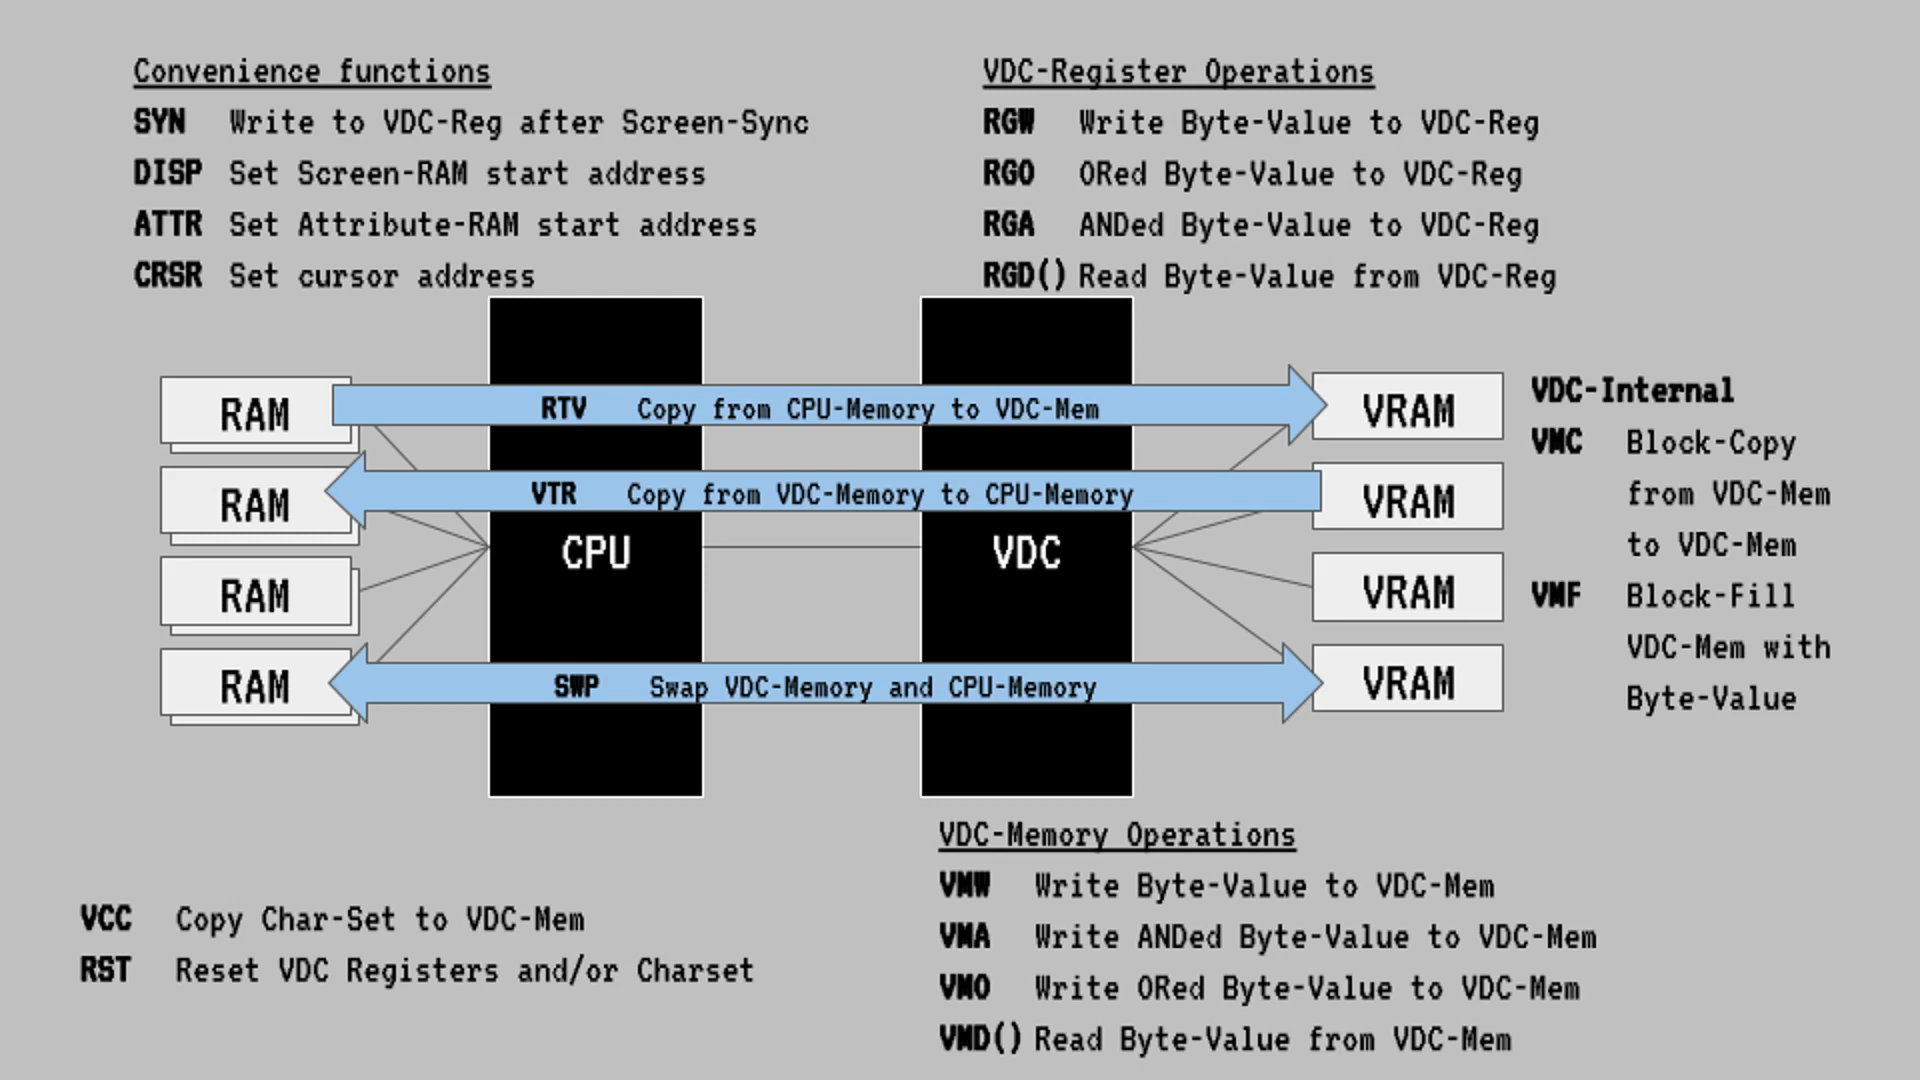 Convenience functions
SYN Write to VDC-Reg after Screen-Sync
DISP Set Screen-RAM start address
ATTR Set Attribute-RAM start address
CRSR Set cursor address
VDC-Register Operations
RGW Write Byte-Value to VDC-Reg
RGO ORed Byte-Value to VDC-Reg
RGA ANDed Byte-Value to VDC-Reg
RGD() Read Byte-Value from VDC-Reg
RAM
RTV Copy from CPU-Memory to VDC-Mem
VRAM
RAM
VTR Copy from VDC-Memory to CPU-Memory
VRAM
CPU
VDC
RAM
VRAM
RAM
SWP Swap VDC-Memory and CPU-Memory
VRAM
VDC-Internal
VMC Block-Copy
from VDC-Mem
to VDC-Mem
VMF Block-Fill
VDC-Mem with
Byte-Value
VCC Copy Char-Set to VDC-Mem
RST Reset VDC Registers and/or Charset
VDC-Memory Operations
VMW Write Byte-Value to VDC-Mem
VMA Write ANDed Byte-Value to VDC-Mem
VMO Write ORed Byte-Value to VDC-Mem
VMD() Read Byte-Value from VDC-Mem